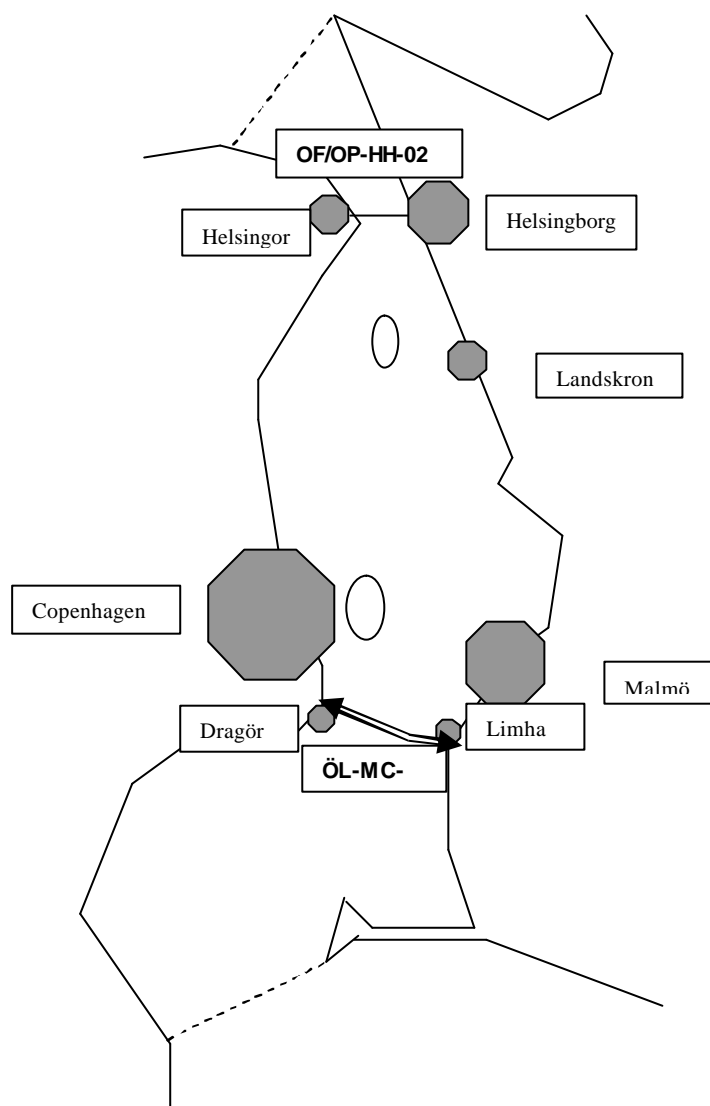 OF/OP-HH-02
Helsingor
Helsingborg
Landskron
Copenhagen
Malmö
Dragör
Limha
ÖL-MC-